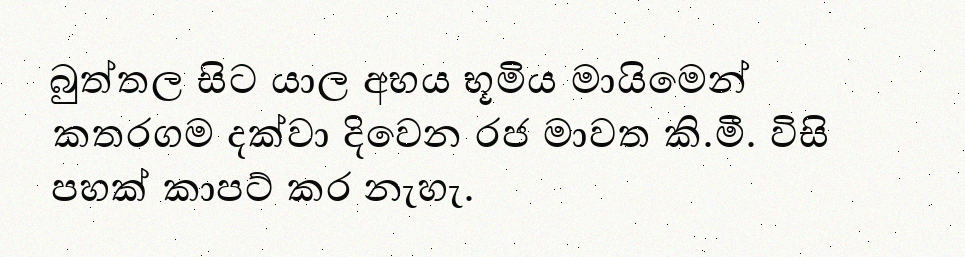 බුත්තල සිට යාල අභය භූමිය මායිමෙන්
කතරගම දක්වා දිවෙන රජ මාවත කි.මී. විසි
පහක් කාපට් කර නැහැ.